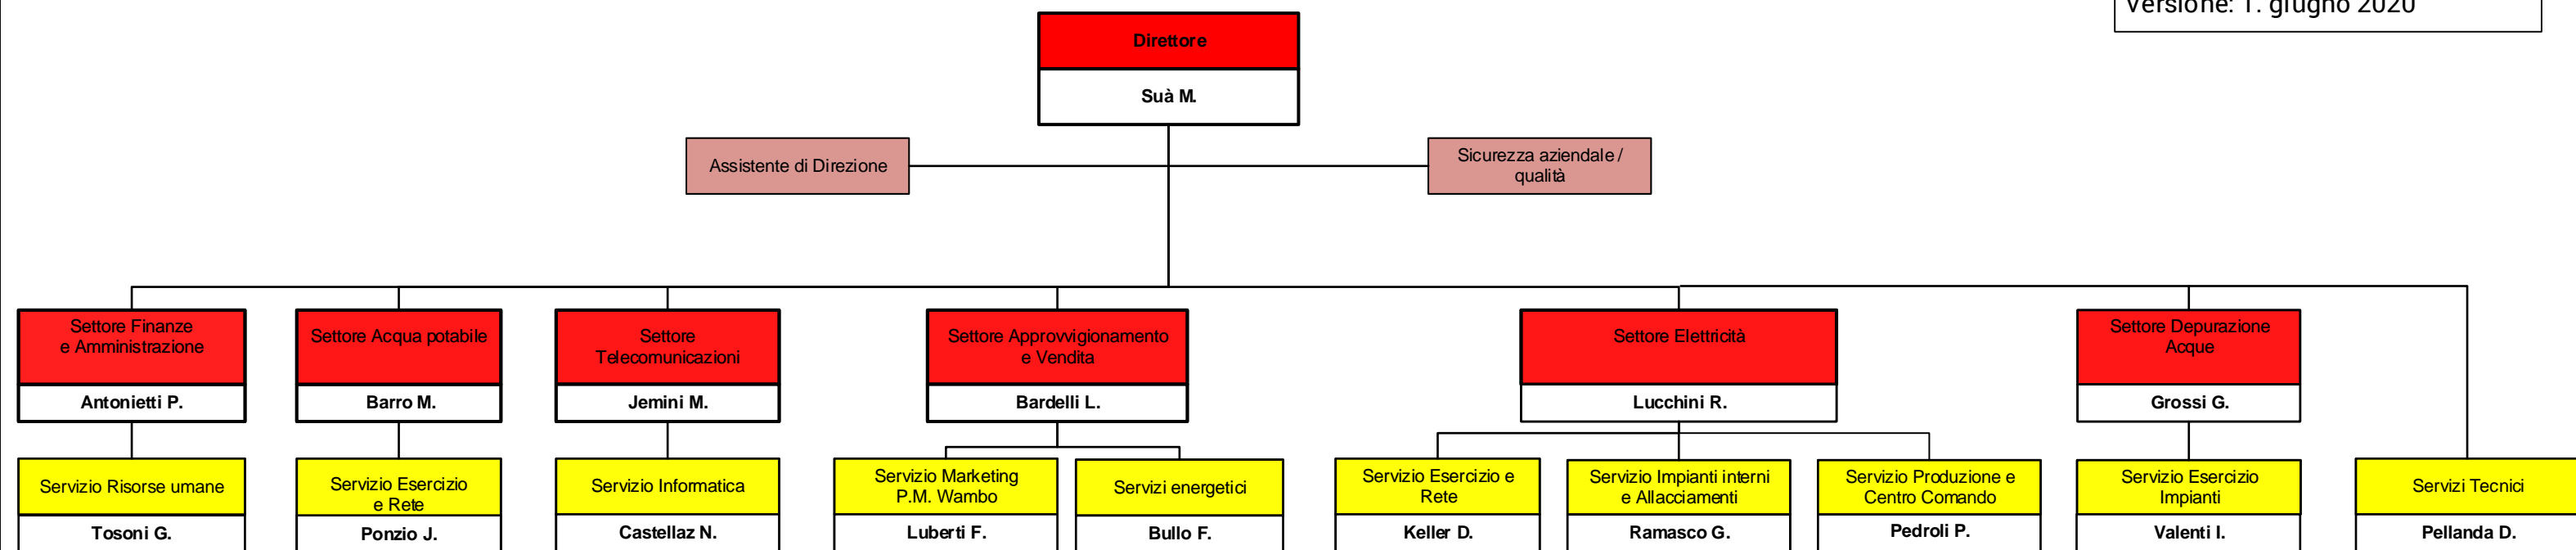 Versione: 1. giugno 2020
Direttore
Suà M.
Assistente di Direzione
Sicurezza aziendale /
qualità
Settore Finanze
e Amministrazione
Antonietti P.
Settore Acqua potabile
Barro M.
Settore
Telecomunicazioni
Jemini M.
Settore Approvvigionamento
e Vendita
Bardelli L.
Settore Elettricità
Lucchini R.
Settore Depurazione
Acque
Grossi G.
Servizio Risorse umane
Tosoni G.
Servizio Esercizio
e Rete
Ponzio J.
Servizio Informatica
Castellaz N.
Servizio Marketing
P.M. Wambo
Luberti F.
Servizi energetici
Bullo F.
Servizio Esercizio e
Rete
Keller D.
Servizio Impianti interni
e Allacciamenti
Ramasco G.
Servizio Produzione e
Centro Comando
Pedroli P.
Servizio Esercizio
Impianti
Valenti I.
Servizi Tecnici
Pellanda D.